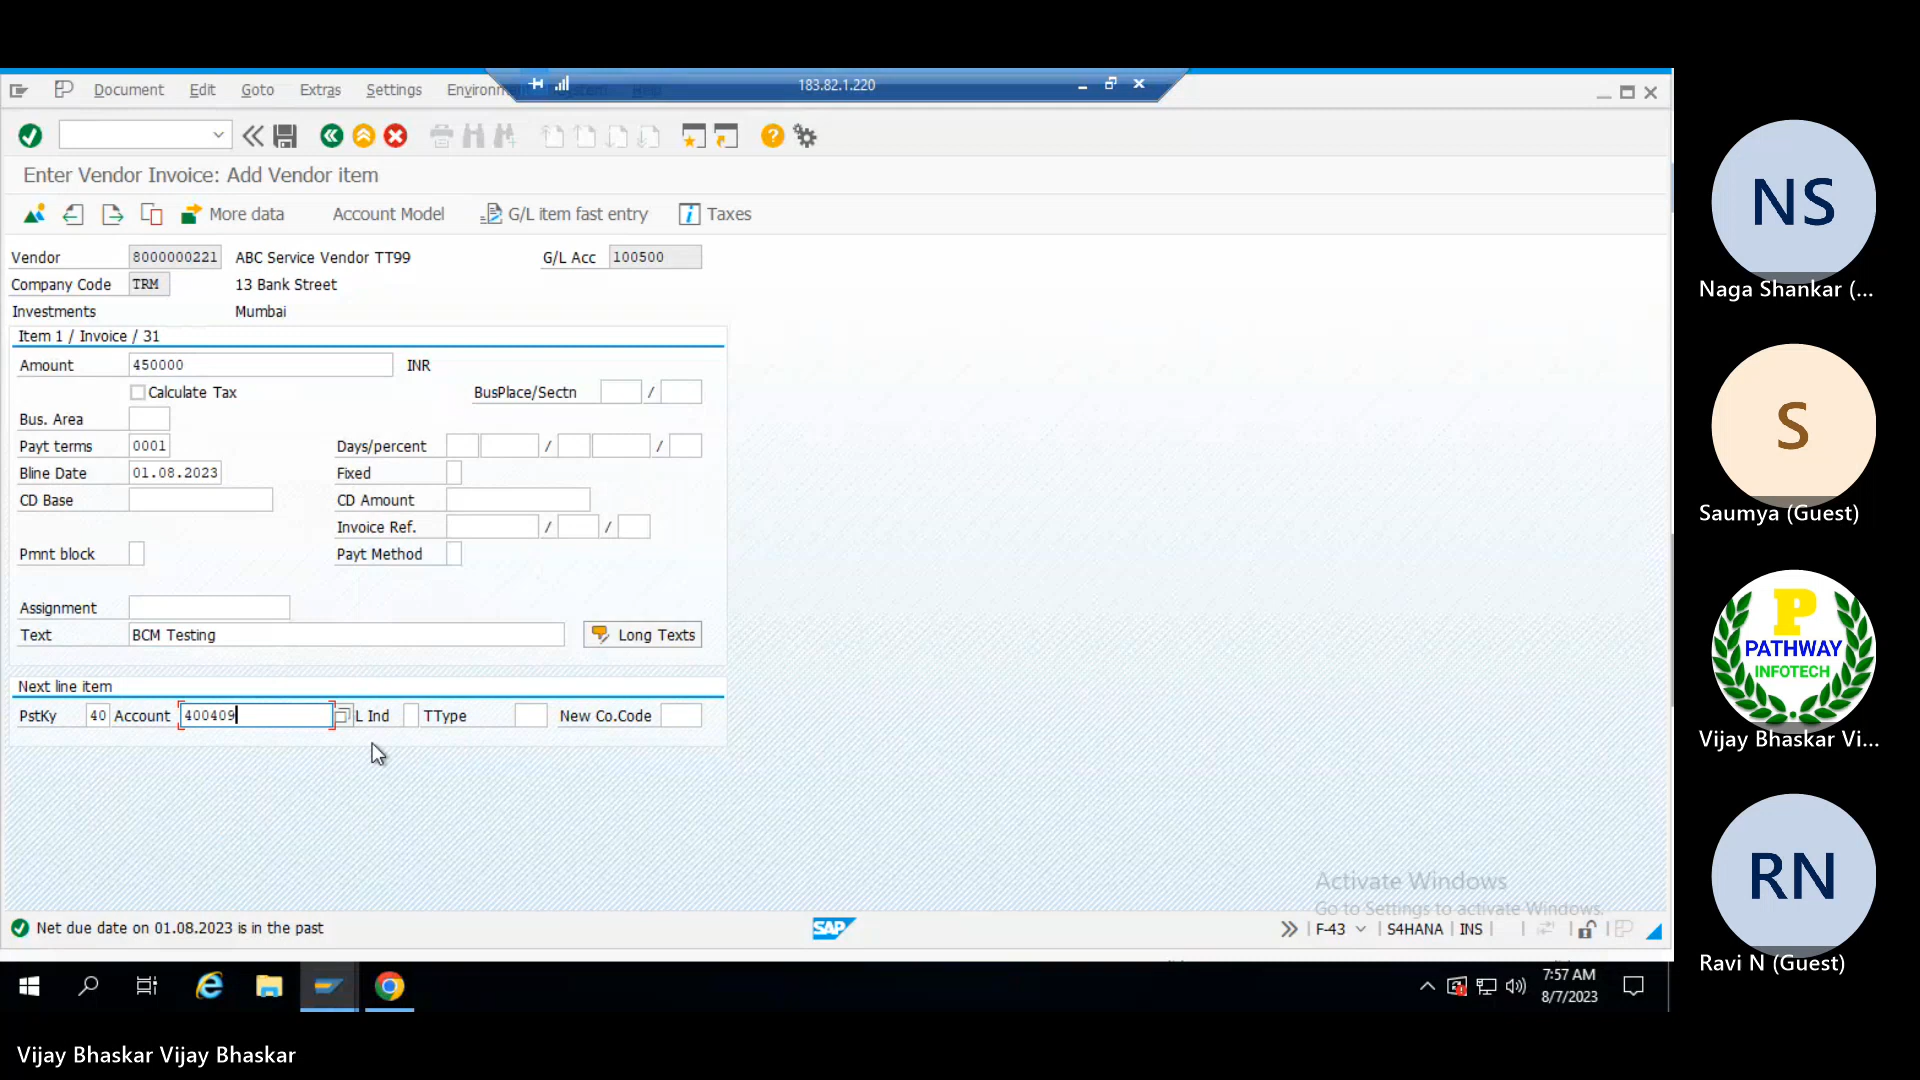 Document Edit Goto Extras Settings Environm
183.82.1.220
Enter Vendor Invoice: Add Vendor item
More data Account Model G/L item fast entry Taxes
Vendor 8000000221 ABC Service Vendor TT99 G/L Acc 100500
Company Code TRM 13 Bank Street
Investments Mumbai
Item 1 / Invoice / 31
Amount 450000 INR
Calculate Tax BusPlace/Sectn /
Bus. Area
Payt terms 0001 Days/percent / /
Bline Date 01.08.2023 Fixed
CD Base CD Amount
Invoice Ref. / /
Pmnt block Payt Method
Assignment
Text BCM Testing Long Texts
Next line item
PstKy 40 Account 400409 L Ind TType New Co.Code
Activate Windows
Go to Settings to activate Windows.
Net due date on 01.08.2023 is in the past SAP F-43 S4HANA INS
7:57 AM
8/7/2023
NS
Naga Shankar (...
S
Saumya (Guest)
P
PATHWAY
INFOTECH
Vijay Bhaskar Vi...
RN
Ravi N (Guest)
Vijay Bhaskar Vijay Bhaskar